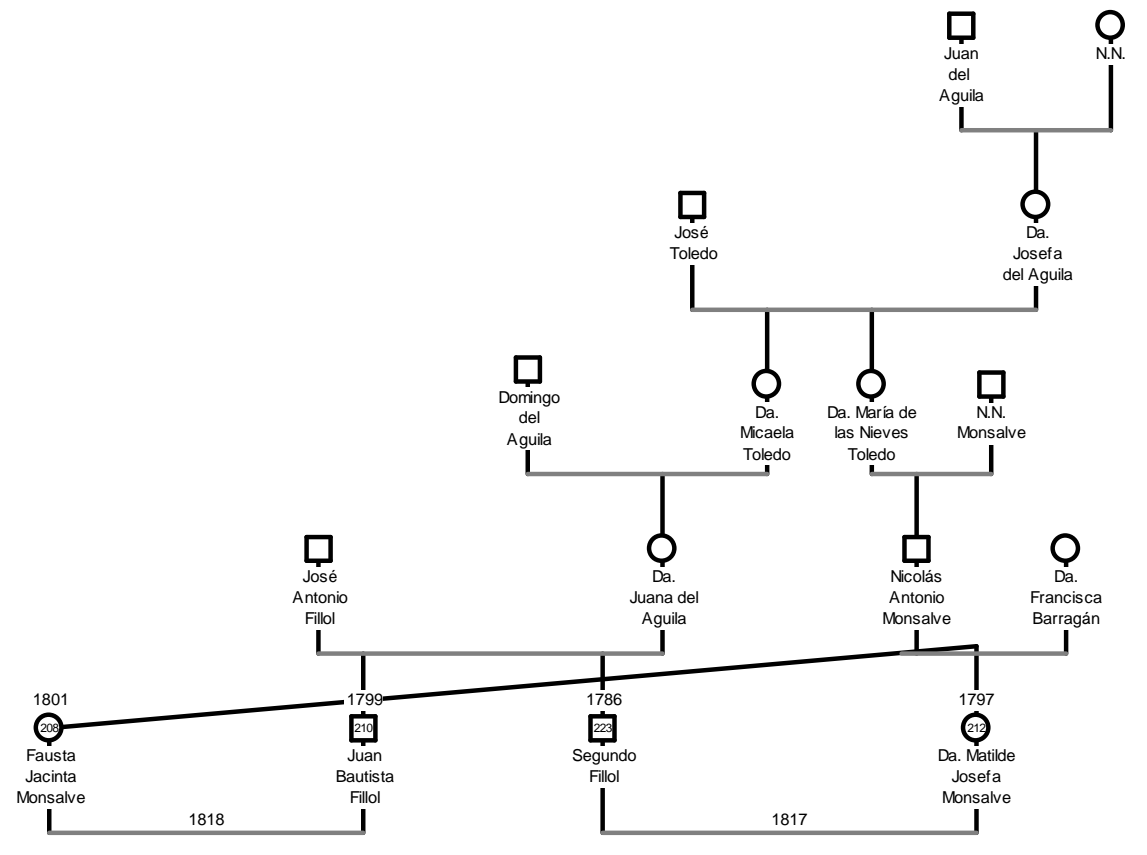 Juan
del
Aguila
N.N.
José
Toledo
Da.
Josefa
del Aguila
Domingo
del
Aguila
Da.
Micaela
Toledo
Da. María de
las Nieves
Toledo
N.N.
Monsalve
José
Antonio
Fillol
Da.
Juana del
Aguila
Nicolás
Antonio
Monsalve
Da.
Francisca
Barragán
1801
208
Fausta
Jacinta
Monsalve
1799
210
Juan
Bautista
Fillol
1786
223
Segundo
Fillol
1797
212
Da. Matilde
Josefa
Monsalve
1818
1817